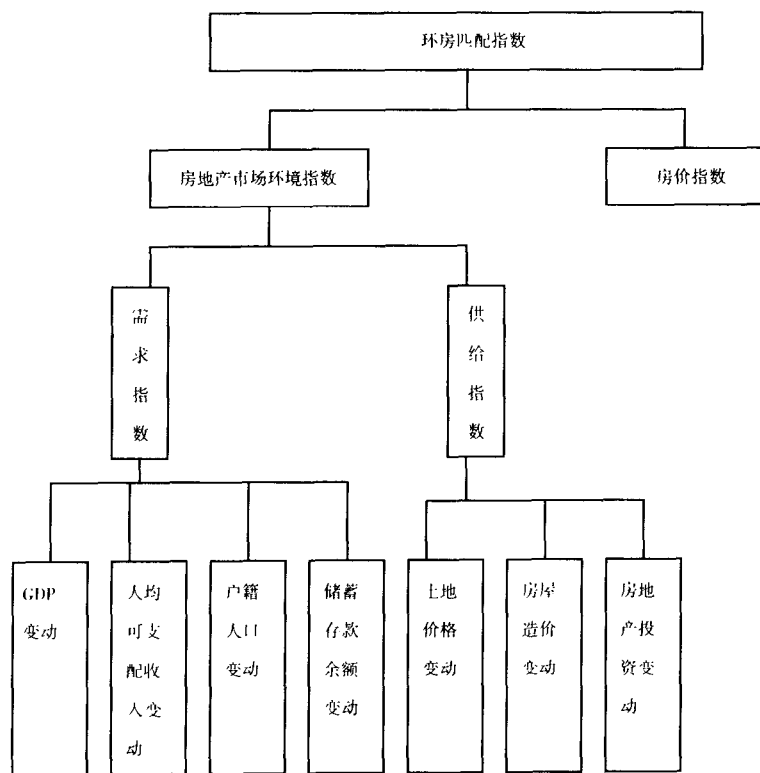 环房匹配指数
房地产市场环境指数
房价指数
需
求
指
数
供
给
指
数
GDP
变动
人均
可支
配收
入变
动
户籍
人口
变动
储蓄
存款
余额
变动
土地
价格
变动
房屋
造价
变动
房地
产投
资变
动